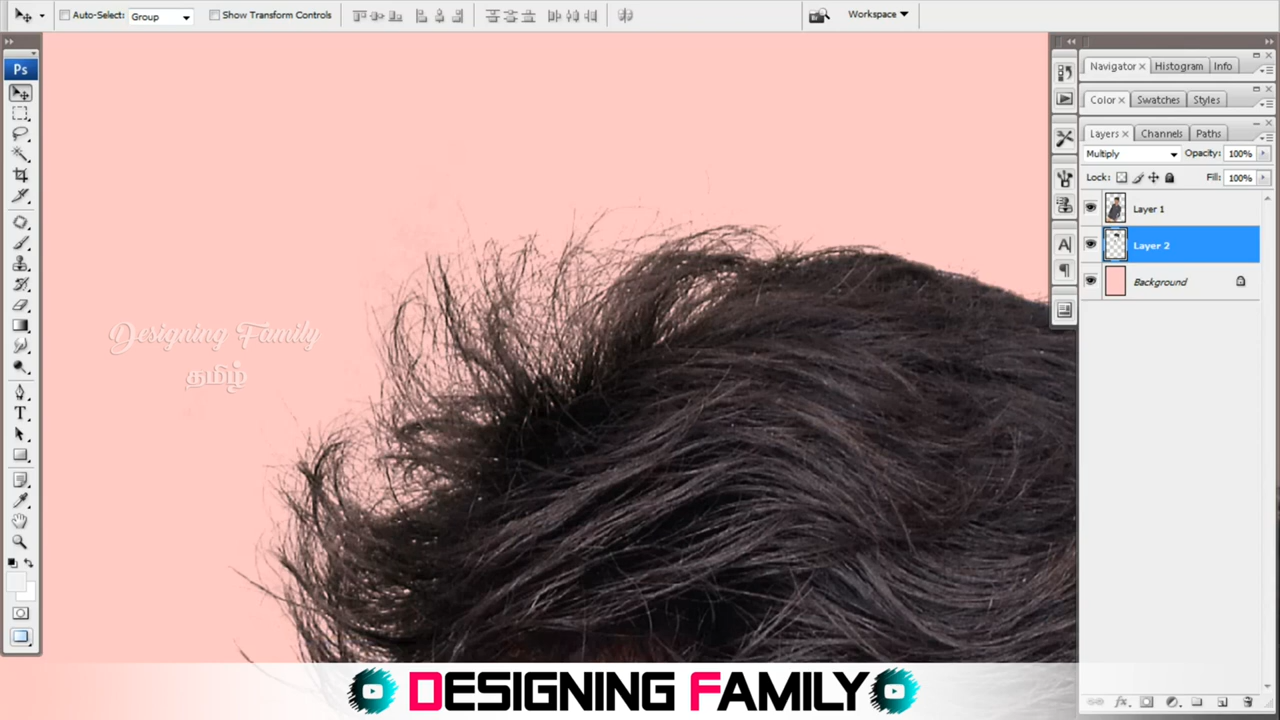 Auto-Select: Group Show Transform Controls Workspace
Ps
Navigator Histogram Info
Color Swatches Styles
Layers Channels Paths
Multiply Opacity: 100%
Lock: Fill: 100%
Layer 1
Layer 2
Background
Designing Family
தமிழ்
DESIGNING FAMILY